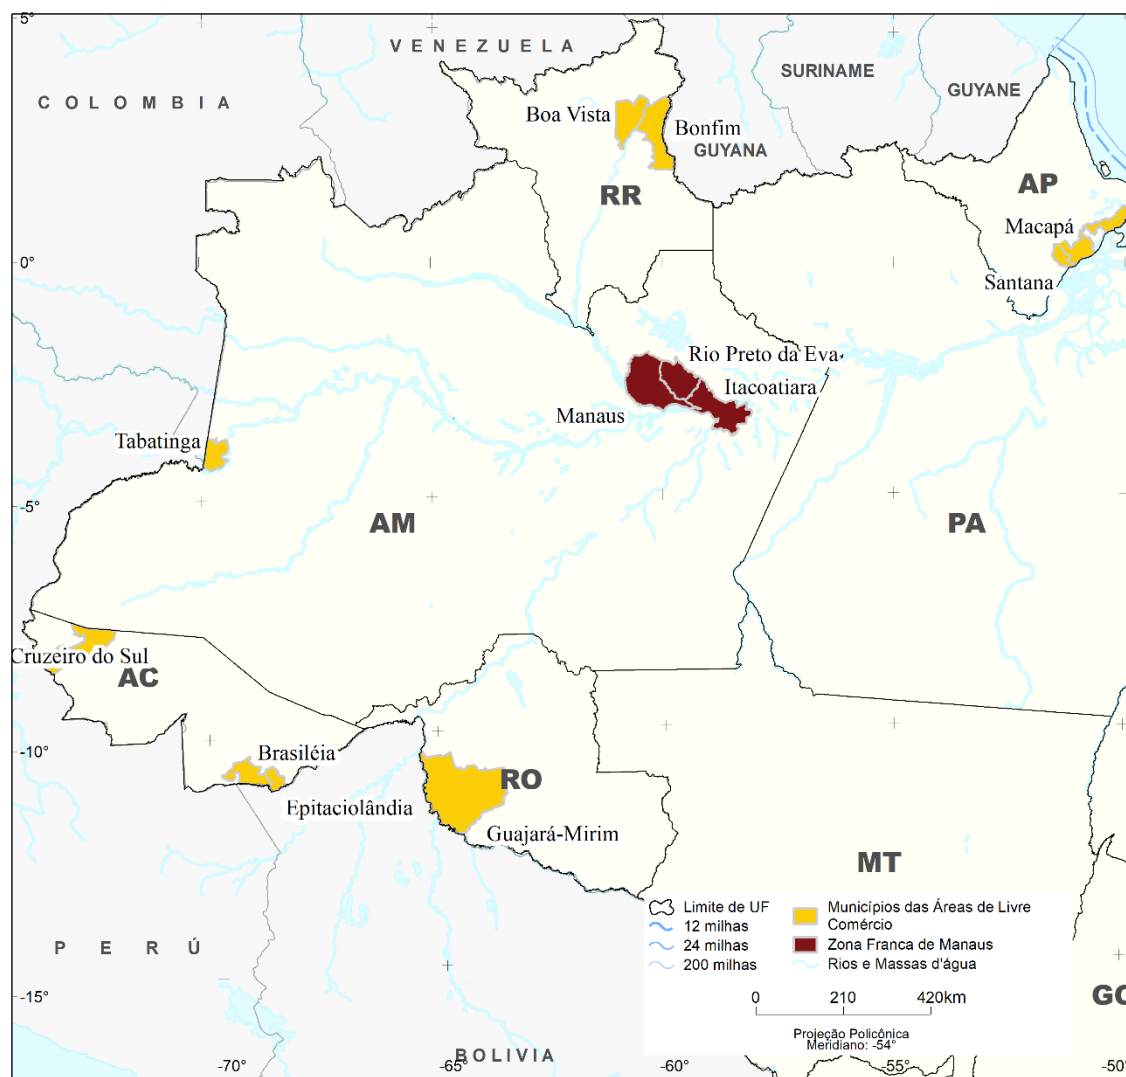 5°
VENEZUELA
SURINAME
COLOMBIA
GUYANE
Boa Vista
Bonfim
GUYANA
RR
AP
Macapá
0°
Santana
Rio Preto da Eva
Itacoatiara
Manaus
Tabatinga
-5°
AM
PA
Cruzeiro do Sul
AC
-10°
Brasiléia
RO
Epitaciolândia
Guajará-Mirim
MT
Limite de UF
12 milhas
24 milhas
200 milhas
Municípios das Áreas de Livre
Comércio
Zona Franca de Manaus
Rios e Massas d'água
PERÚ
-15°
GO
0 210 420km
Projeção Policônica
Meridiano: -54°
BOLIVIA
-70° -65° -60° -55° -50°